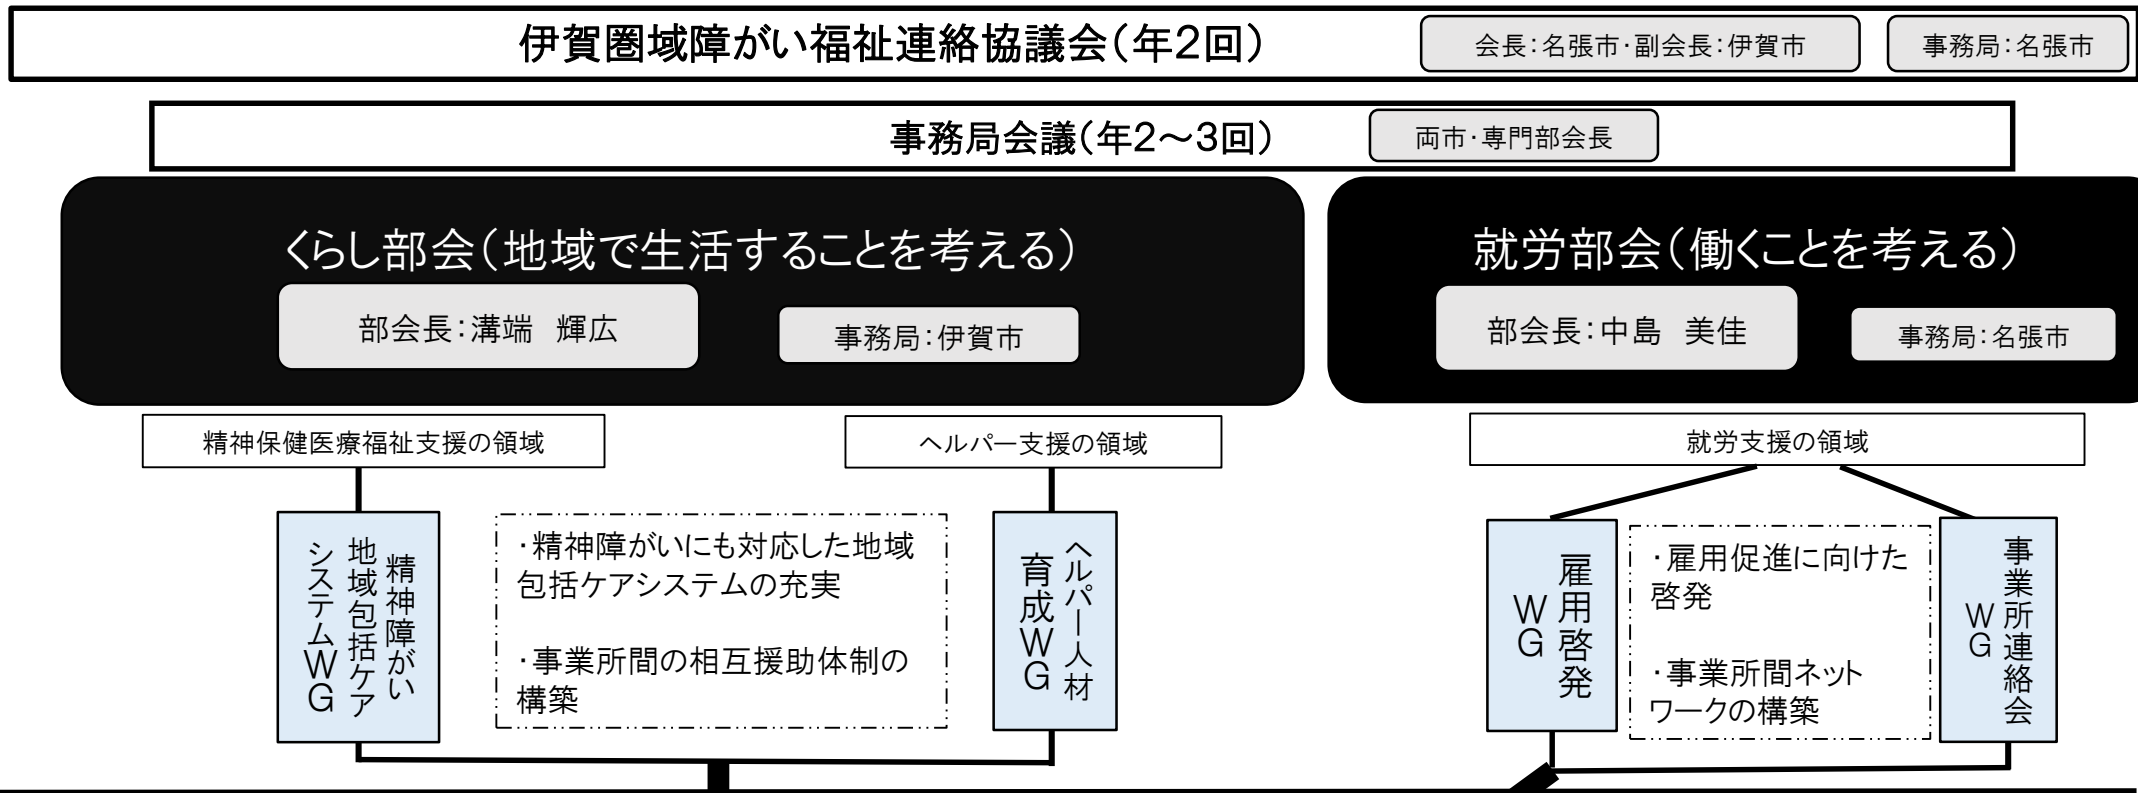 伊賀圏域障がい福祉連絡協議会(年2回)
会長:名張市・副会長:伊賀市
事務局:名張市
事務局会議(年2～3回)
両市・専門部会長
くらし部会(地域で生活することを考える)
部会長:溝端　輝広
事務局:伊賀市
就労部会(働くことを考える)
部会長:中島　美佳
事務局:名張市
精神保健医療福祉支援の領域
ヘルパー支援の領域
就労支援の領域
精神障がい
地域包括ケア
システムWG
・精神障がいにも対応した地域
包括ケアシステムの充実
・事業所間の相互援助体制の
構築
ヘルパー人材
育成WG
雇用啓発
WG
・雇用促進に向けた
啓発
・事業所間ネット
ワークの構築
事業所連絡会
WG